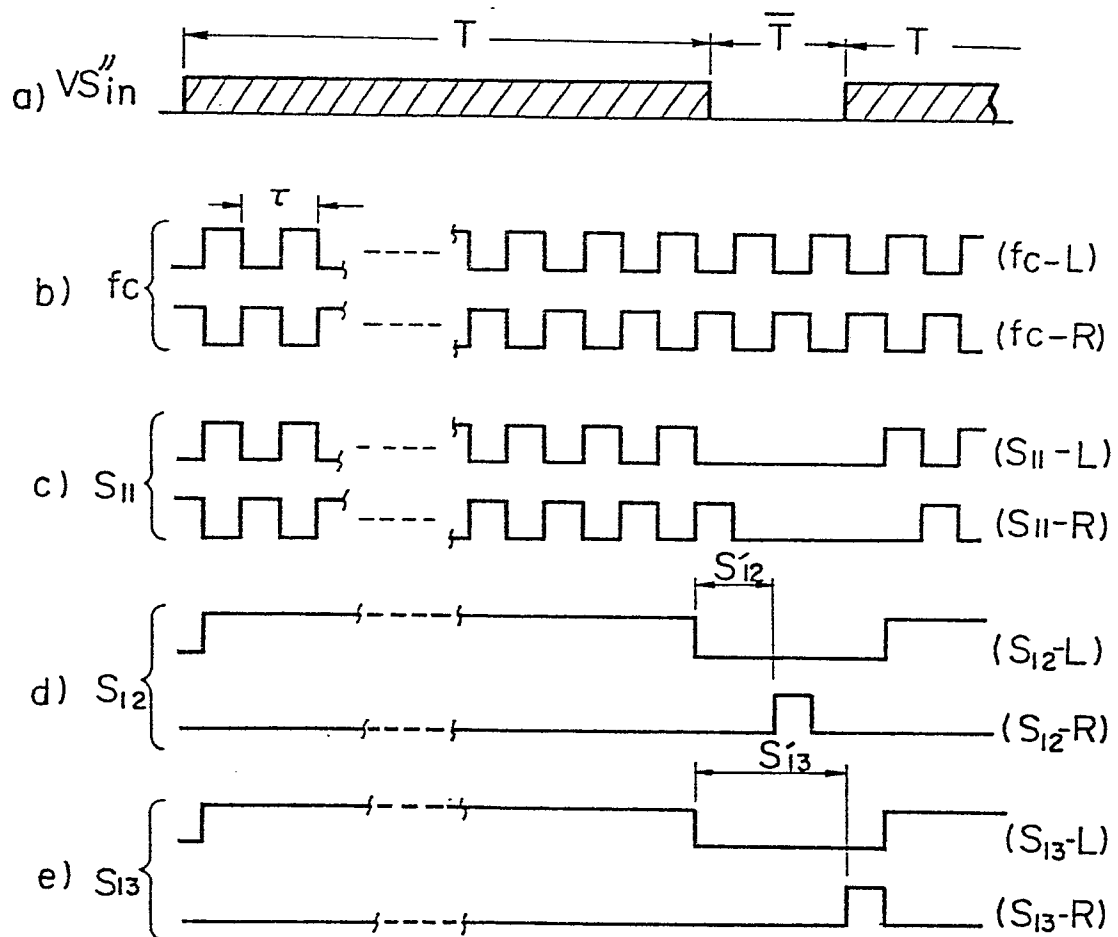 T T̅ T
a) VS″in
τ
b) fc
(fc-L)
(fc-R)
c) S11
(S11-L)
(S11-R)
S′12
d) S12
(S12-L)
(S12-R)
S′13
e) S13
(S13-L)
(S13-R)